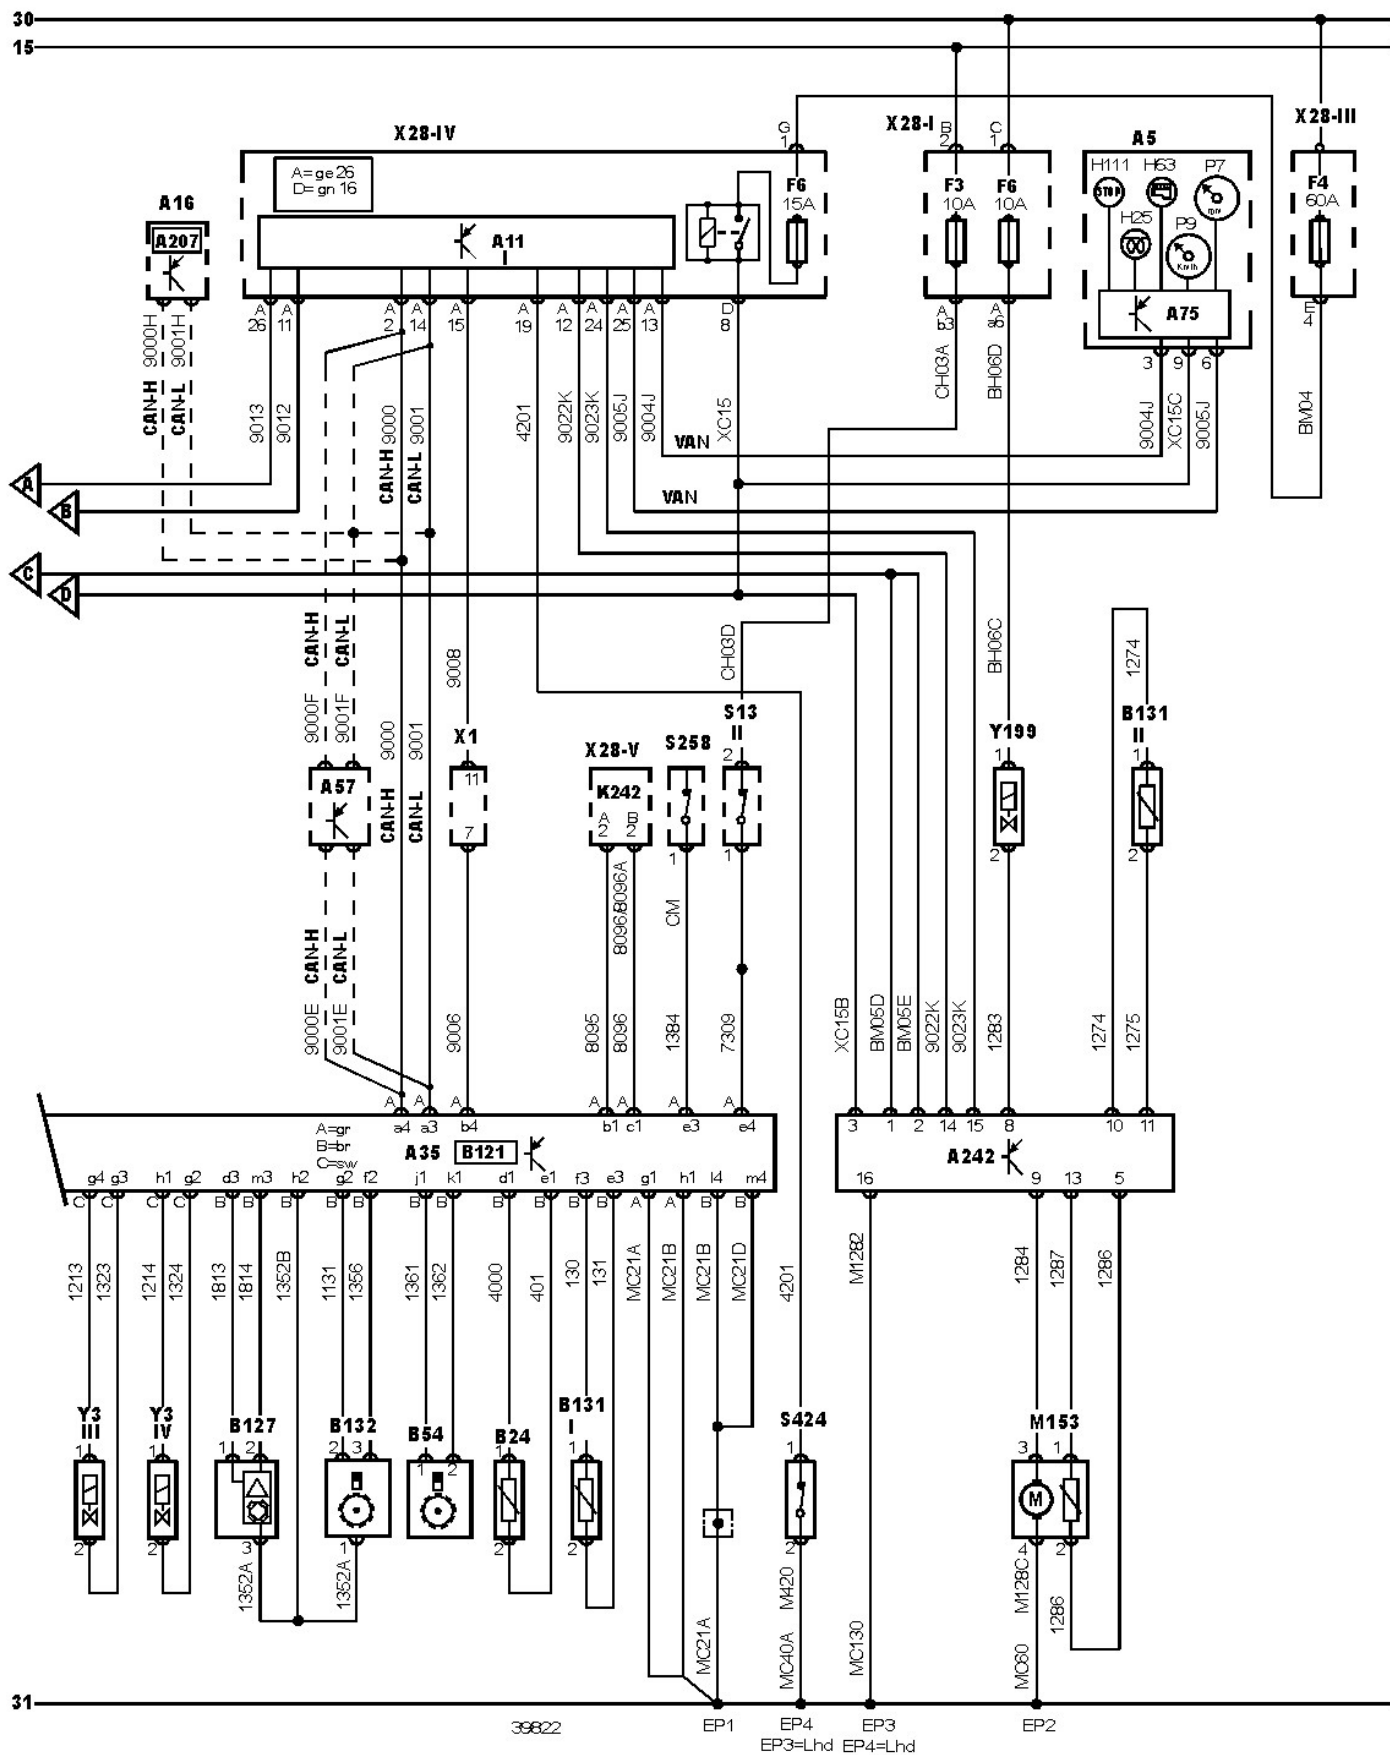 30
15
X28-IV
G
1
X28-I
B
2
C
1
A5
X28-III
A=ge 26
D=gn 16
A16
A207
A11
F6
15A
F3
10A
F6
10A
H111
H63
P7
STOP
H25
P9
Km/h
A75
F4
60A
A
26
A
11
A
2
A
14
A
15
A
19
A
12
A
24
A
25
A
13
D
8
A
b3
A
a6
3
9
6
E
4
CAN-H
9000H
CAN-L
9001H
9013
9012
CAN-H
9000
CAN-L
9001
4201
9022K
9023K
9005J
9004J
VAN
XC15
CH03A
BH06D
9004J
XC15C
9005J
BM04
A
B
VAN
C
D
CAN-H
CAN-L
9008
CH03D
BH06C
1274
9000F
9001F
9000
9001
X1
X28-V
S258
S13
II
Y199
B131
II
11
2
1
1
A57
CAN-H
CAN-L
K242
A
2
B
2
7
1
1
2
2
8096A
8096A
CM
CAN-H
CAN-L
9000E
9001E
9006
8095
8096
1384
7309
XC15B
BM05D
BM05E
9022K
9023K
1283
1274
1275
A
A
A
A
A
A
A
A=gr
B=br
C=sw
a4
a3
b4
b1
c1
e3
e4
3
1
2
14
15
8
10
11
A35
B121
A242
g4
g3
h1
g2
d3
m3
h2
g2
f2
j1
k1
d1
e1
f3
e3
g1
h1
l4
m4
16
9
13
5
C
C
C
C
B
B
B
B
B
B
B
B
B
B
B
A
A
B
B
1213
1323
1214
1324
1813
1814
1352B
1131
1356
1361
1362
4000
401
130
131
MC21A
MC21B
MC21B
MC21D
4201
M1282
1284
1287
1286
Y3
III
Y3
IV
B127
B132
B54
B24
B131
I
S424
M153
1
1
1
2
2
3
1
2
1
1
1
3
1
M
2
2
3
1
2
2
2
4
2
1352A
1352A
MC21A
M420
MC40A
MC130
M128C
MC60
1286
31
39822
EP1
EP4
EP3
EP2
EP3=Lhd
EP4=Lhd